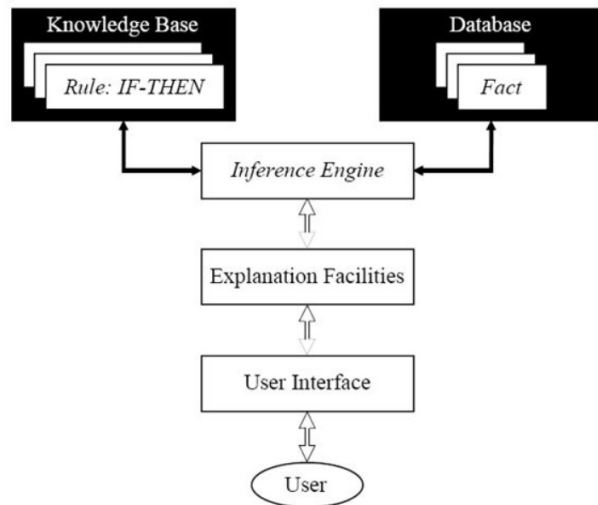 Knowledge Base
Rule: IF-THEN
Database
Fact
Inference Engine
Explanation Facilities
User Interface
User